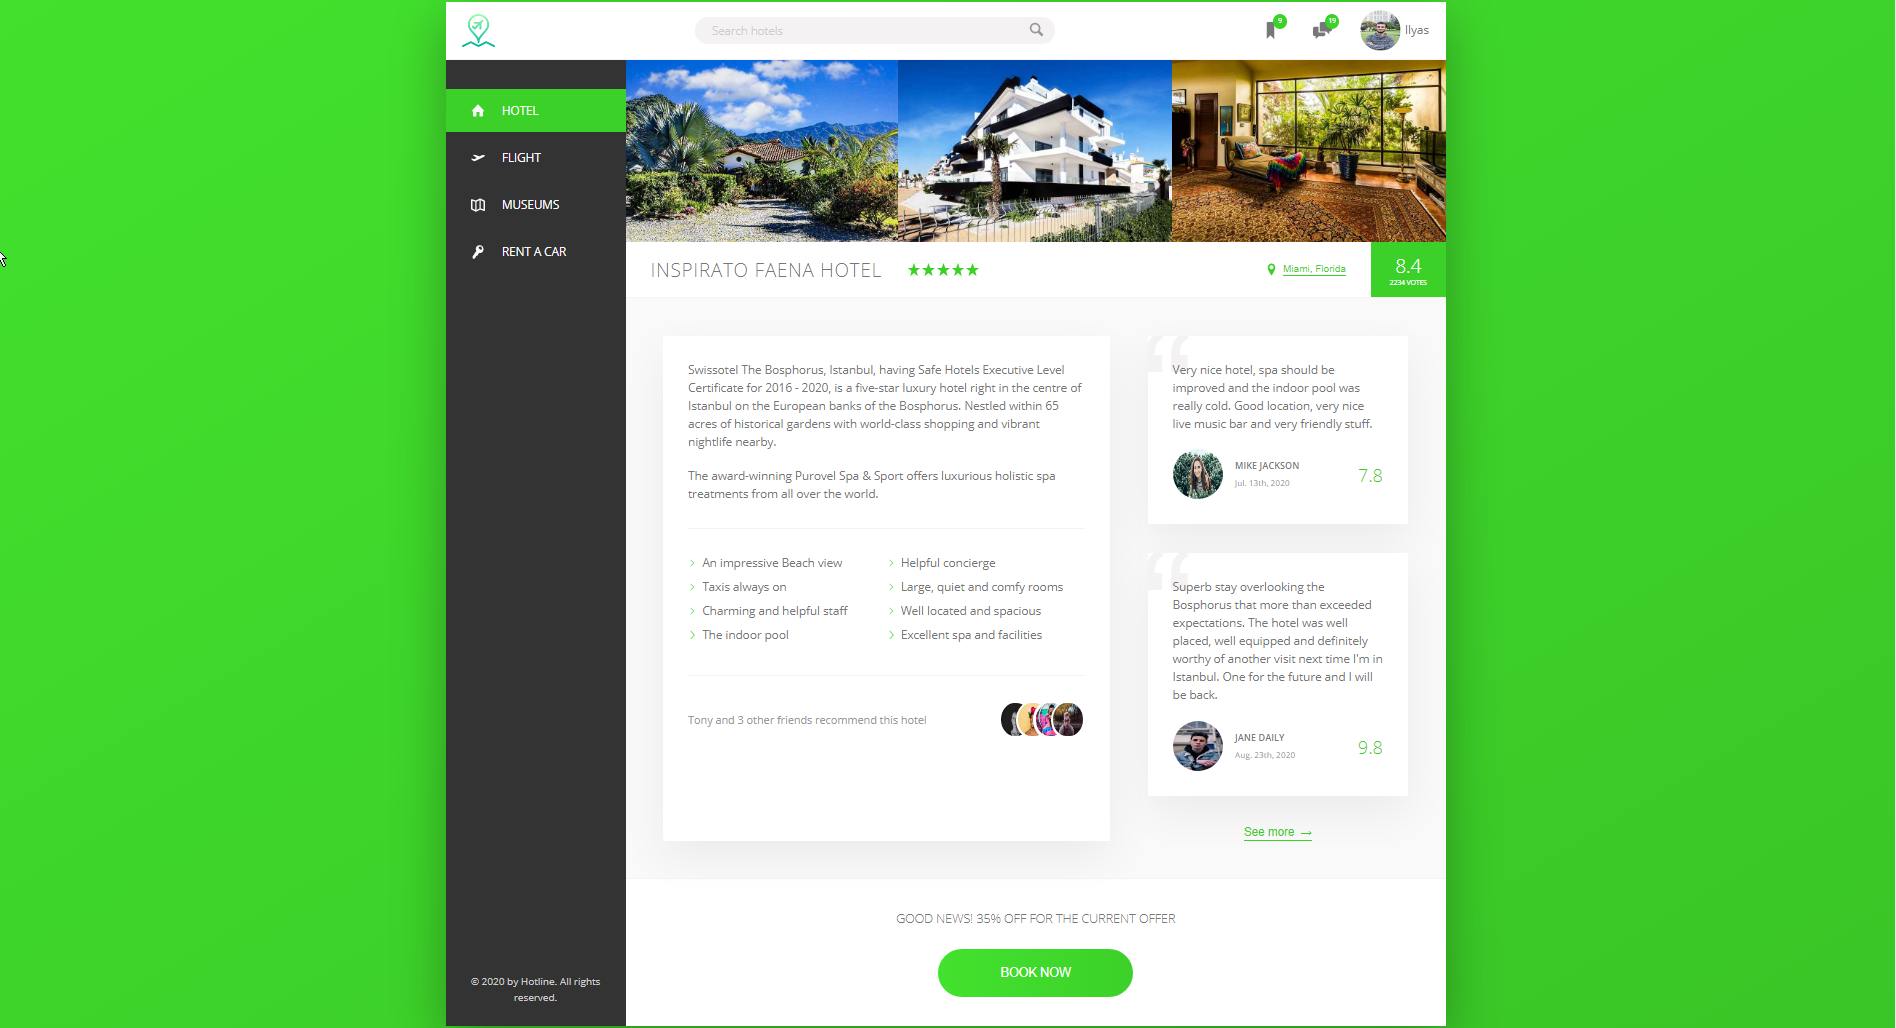 Search hotels
9
19
Ilyas
HOTEL
FLIGHT
MUSEUMS
RENT A CAR
INSPIRATO FAENA HOTEL
Miami, Florida
8.4
2234 VOTES
Swissotel The Bosphorus, Istanbul, having Safe Hotels Executive Level
Certificate for 2016 - 2020, is a five-star luxury hotel right in the centre of
Istanbul on the European banks of the Bosphorus. Nestled within 65
acres of historical gardens with world-class shopping and vibrant
nightlife nearby.
The award-winning Purovel Spa & Sport offers luxurious holistic spa
treatments from all over the world.
An impressive Beach view
Taxis always on
Charming and helpful staff
The indoor pool
Helpful concierge
Large, quiet and comfy rooms
Well located and spacious
Excellent spa and facilities
Tony and 3 other friends recommend this hotel
Very nice hotel, spa should be
improved and the indoor pool was
really cold. Good location, very nice
live music bar and very friendly stuff.
MIKE JACKSON
Jul. 13th, 2020
7.8
Superb stay overlooking the
Bosphorus that more than exceeded
expectations. The hotel was well
placed, well equipped and definitely
worthy of another visit next time I'm in
Istanbul. One for the future and I will
be back.
JANE DAILY
Aug. 23th, 2020
9.8
See more →
GOOD NEWS! 35% OFF FOR THE CURRENT OFFER
BOOK NOW
© 2020 by Hotline. All rights
reserved.